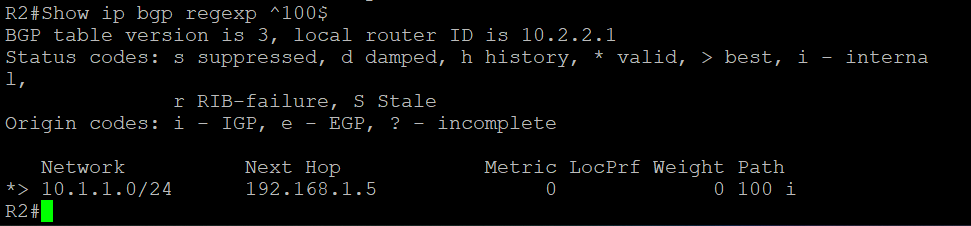 R2#Show ip bgp regexp ^100$
BGP table version is 3, local router ID is 10.2.2.1
Status codes: s suppressed, d damped, h history, * valid, > best, i - interna
l,
              r RIB-failure, S Stale
Origin codes: i - IGP, e - EGP, ? - incomplete

   Network          Next Hop            Metric LocPrf Weight Path
*> 10.1.1.0/24      192.168.1.5              0             0 100 i
R2#